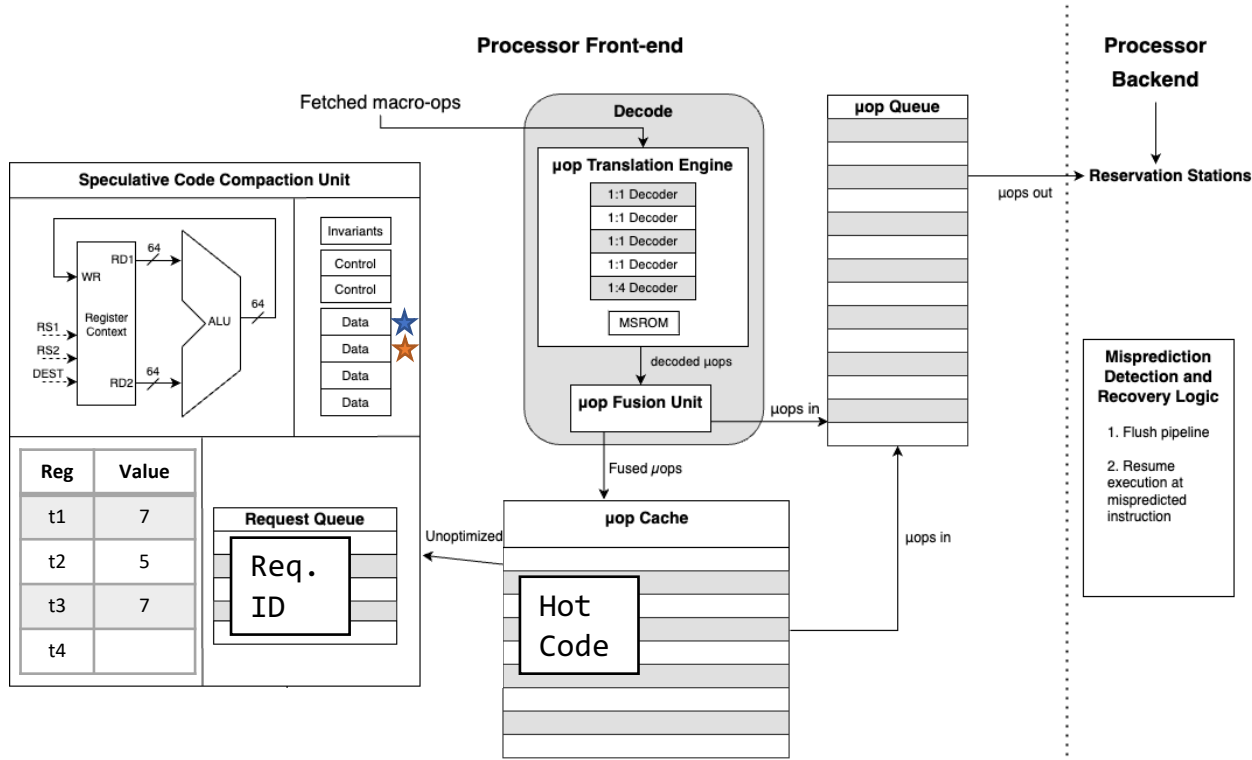 Processor Front-end
Processor
Backend
Fetched macro-ops
Decode
µop Translation Engine
1:1 Decoder
1:1 Decoder
1:1 Decoder
1:1 Decoder
1:4 Decoder
MSROM
decoded µops
µop Fusion Unit
Fused µops
µops in
µop Queue
µops out
Reservation Stations
Speculative Code Compaction Unit
64
RD1
WR
Register
Context
RS1
RS2
DEST
RD2
64
ALU
64
Invariants
Control
Control
Data
Data
Data
Data
Reg Value
t1 7
t2 5
t3 7
t4
Request Queue
Req.
ID
Unoptimized
µop Cache
Hot
Code
µops in
Misprediction
Detection and
Recovery Logic
1. Flush pipeline
2. Resume
execution at
mispredicted
instruction